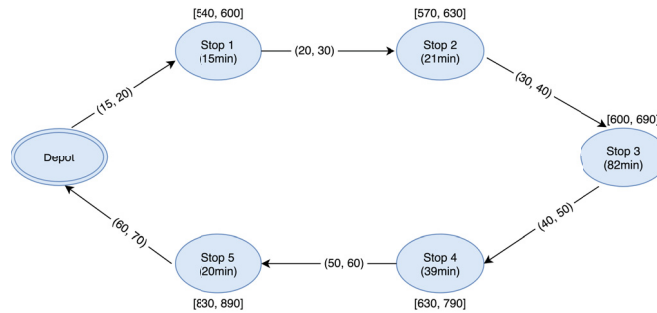 [540, 600]
[570, 630]
Stop 1
(15min)
(20, 30)
Stop 2
(21min)
(15, 20)
(30, 40)
[600, 690]
Depot
Stop 3
(82min)
(60, 70)
(40, 50)
Stop 5
(20min)
(50, 60)
Stop 4
(39min)
[830, 890]
[630, 790]